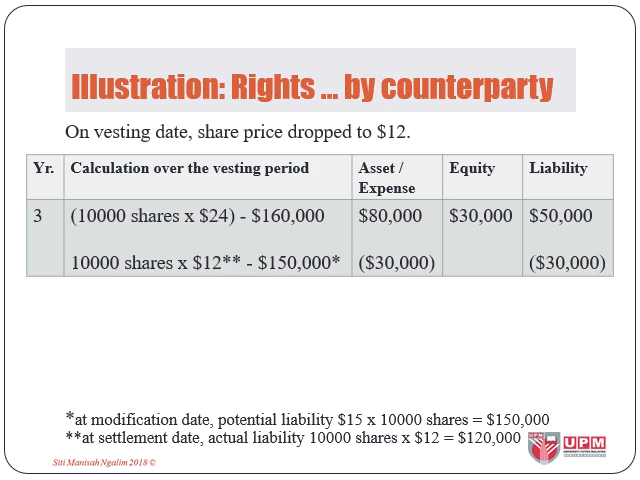 Illustration: Rights ... by counterparty
On vesting date, share price dropped to $12.
Yr. Calculation over the vesting period Asset / Expense Equity Liability
3 (10000 shares x $24) - $160,000 $80,000 $30,000 $50,000
10000 shares x $12** - $150,000* ($30,000) ($30,000)
*at modification date, potential liability $15 x 10000 shares = $150,000
**at settlement date, actual liability 10000 shares x $12 = $120,000
UPM
Siti Manisah Ngalim 2018 ©